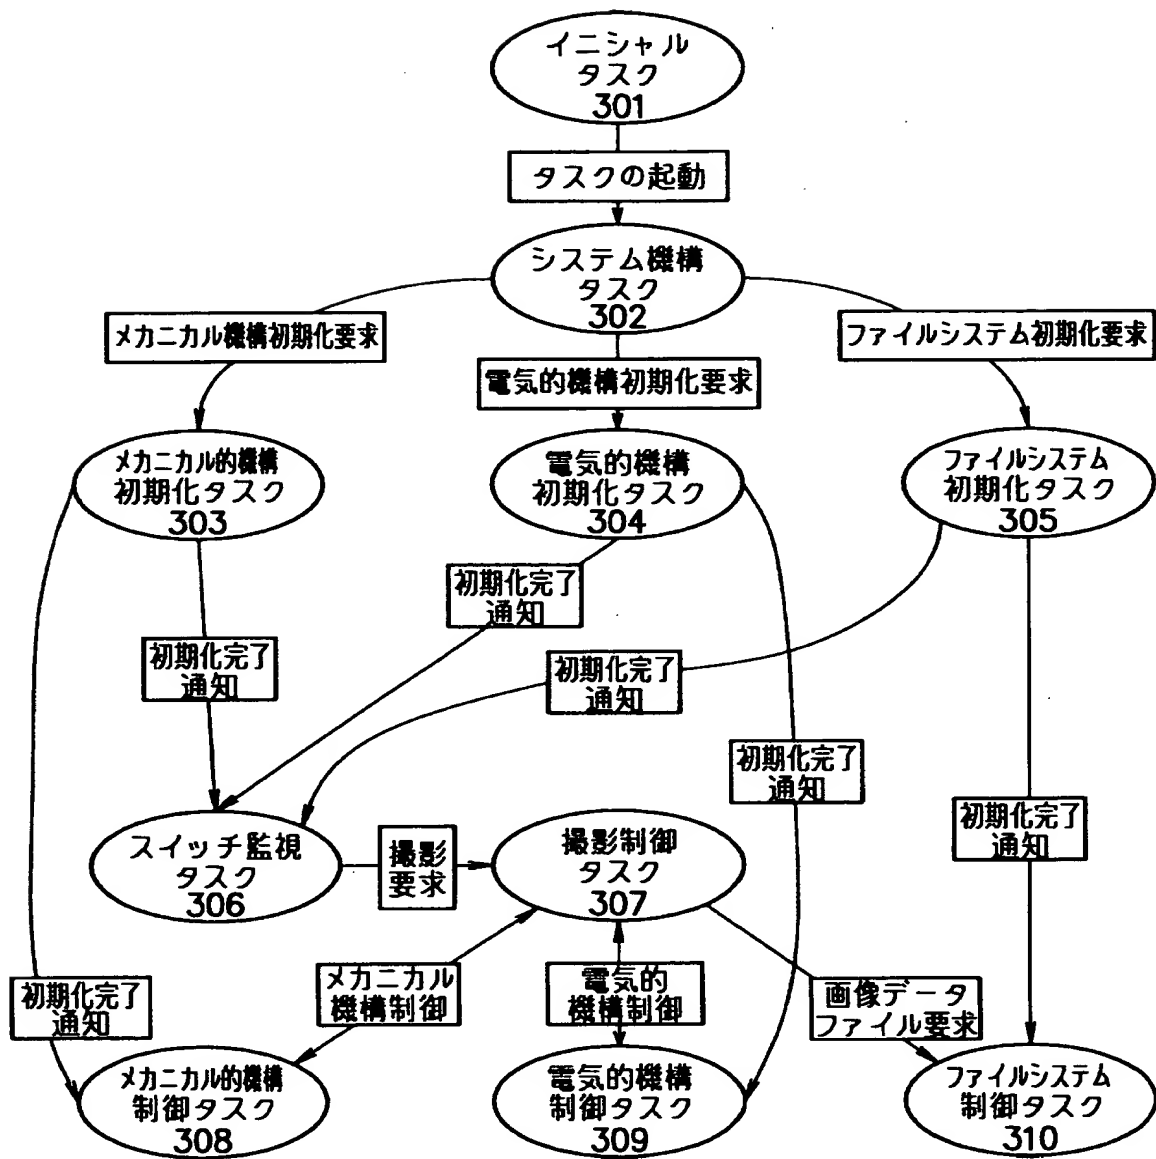 イニシャル
タスク
301
タスクの起動
システム機構
タスク
302
メカニカル機構初期化要求
電気的機構初期化要求
ファイルシステム初期化要求
メカニカル的機構
初期化タスク
303
電気的機構
初期化タスク
304
ファイルシステム
初期化タスク
305
初期化完了
通知
初期化完了
通知
初期化完了
通知
初期化完了
通知
初期化完了
通知
スイッチ監視
タスク
306
撮影
要求
撮影制御
タスク
307
初期化完了
通知
メカニカル
機構制御
電気的
機構制御
画像データ
ファイル要求
メカニカル的機構
制御タスク
308
電気的機構
制御タスク
309
ファイルシステム
制御タスク
310